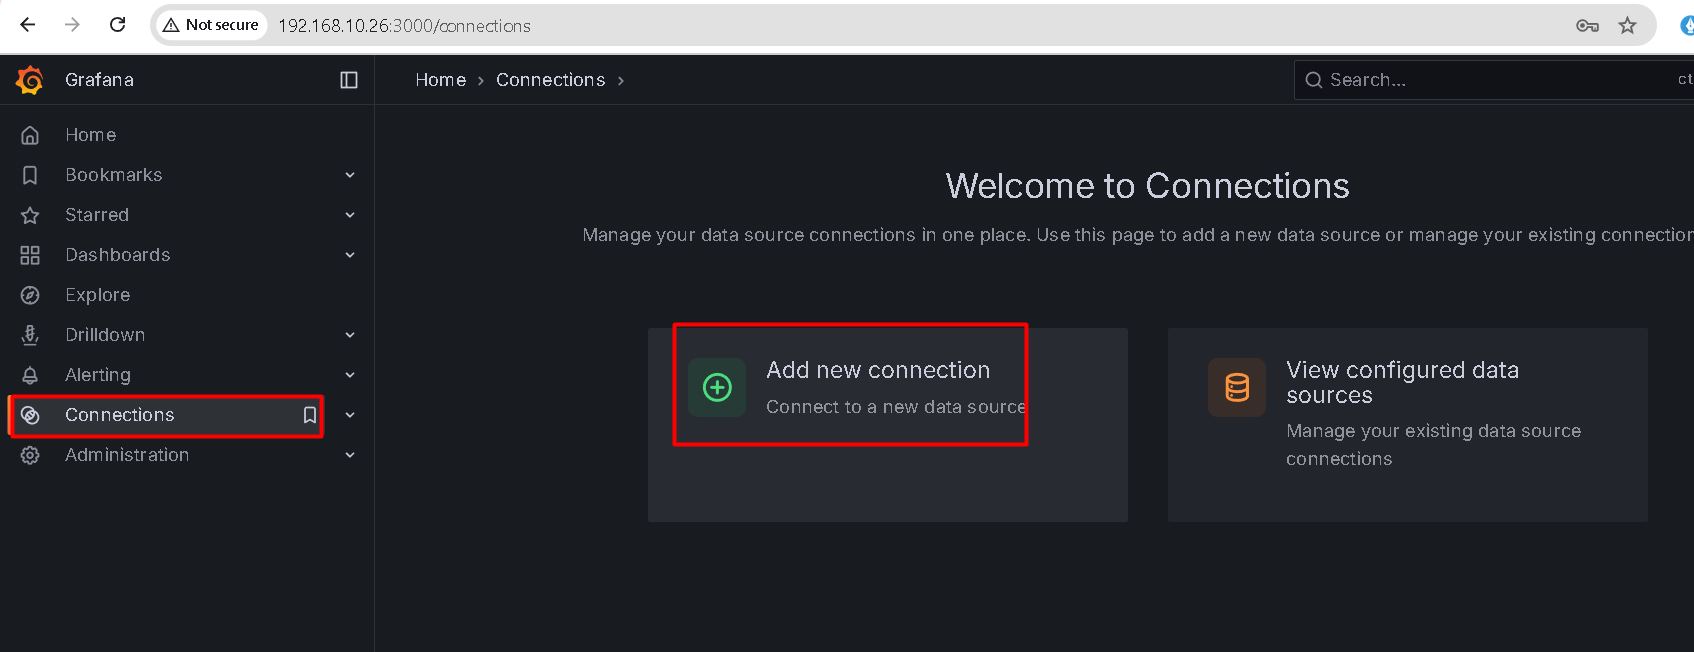 Not secure 192.168.10.26:3000/connections
Grafana
Home › Connections ›
Search...
Home
Bookmarks
Starred
Dashboards
Explore
Drilldown
Alerting
Connections
Administration
Welcome to Connections
Manage your data source connections in one place. Use this page to add a new data source or manage your existing connection
Add new connection
Connect to a new data source
View configured data
sources
Manage your existing data source
connections